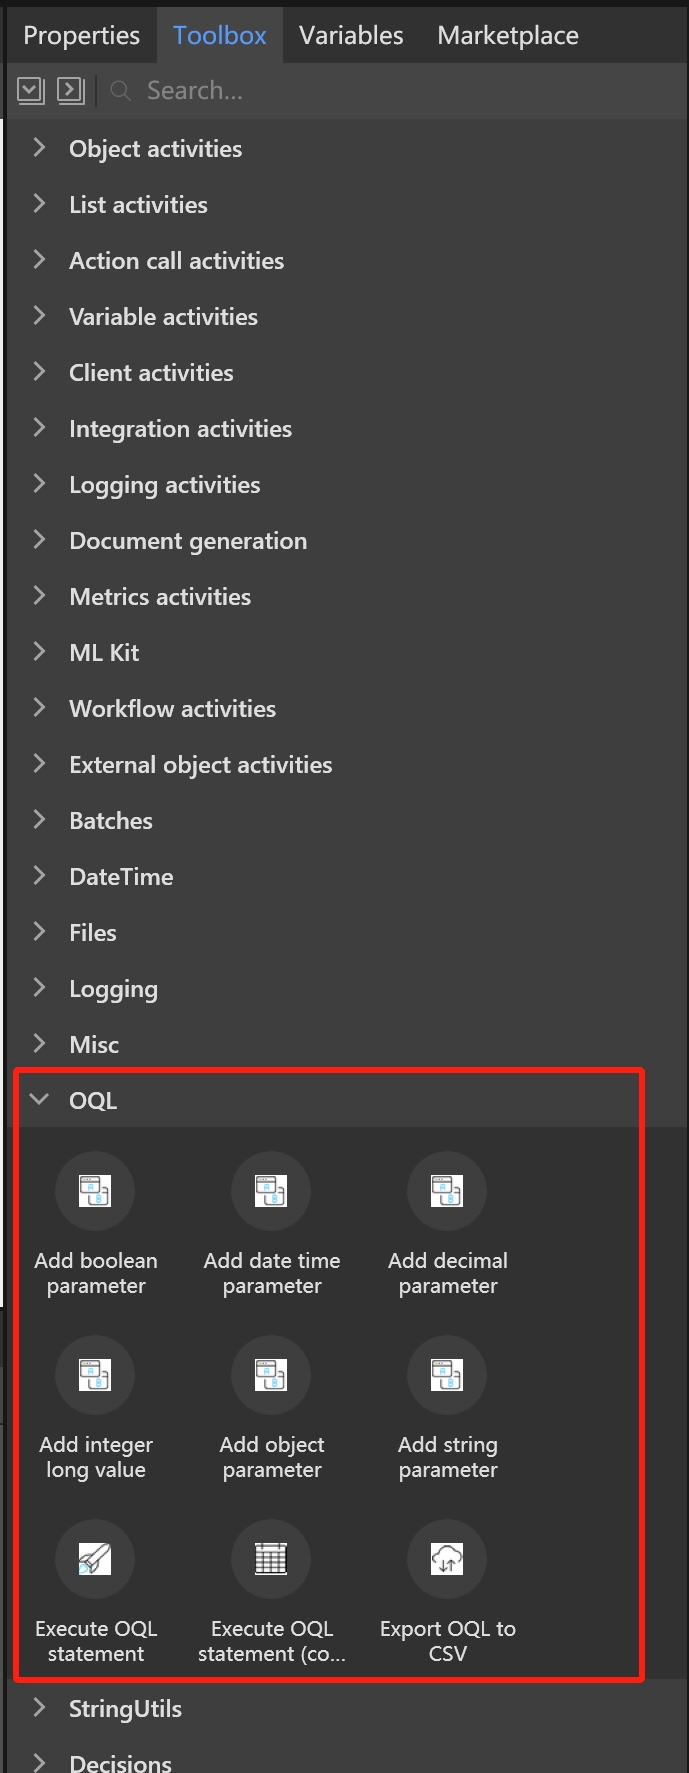 Properties Toolbox Variables Marketplace
Search...
Object activities
List activities
Action call activities
Variable activities
Client activities
Integration activities
Logging activities
Document generation
Metrics activities
ML Kit
Workflow activities
External object activities
Batches
DateTime
Files
Logging
Misc
OQL
Add boolean parameter
Add date time parameter
Add decimal parameter
Add integer long value
Add object parameter
Add string parameter
Execute OQL statement
Execute OQL statement (co...
Export OQL to CSV
StringUtils
Decisions